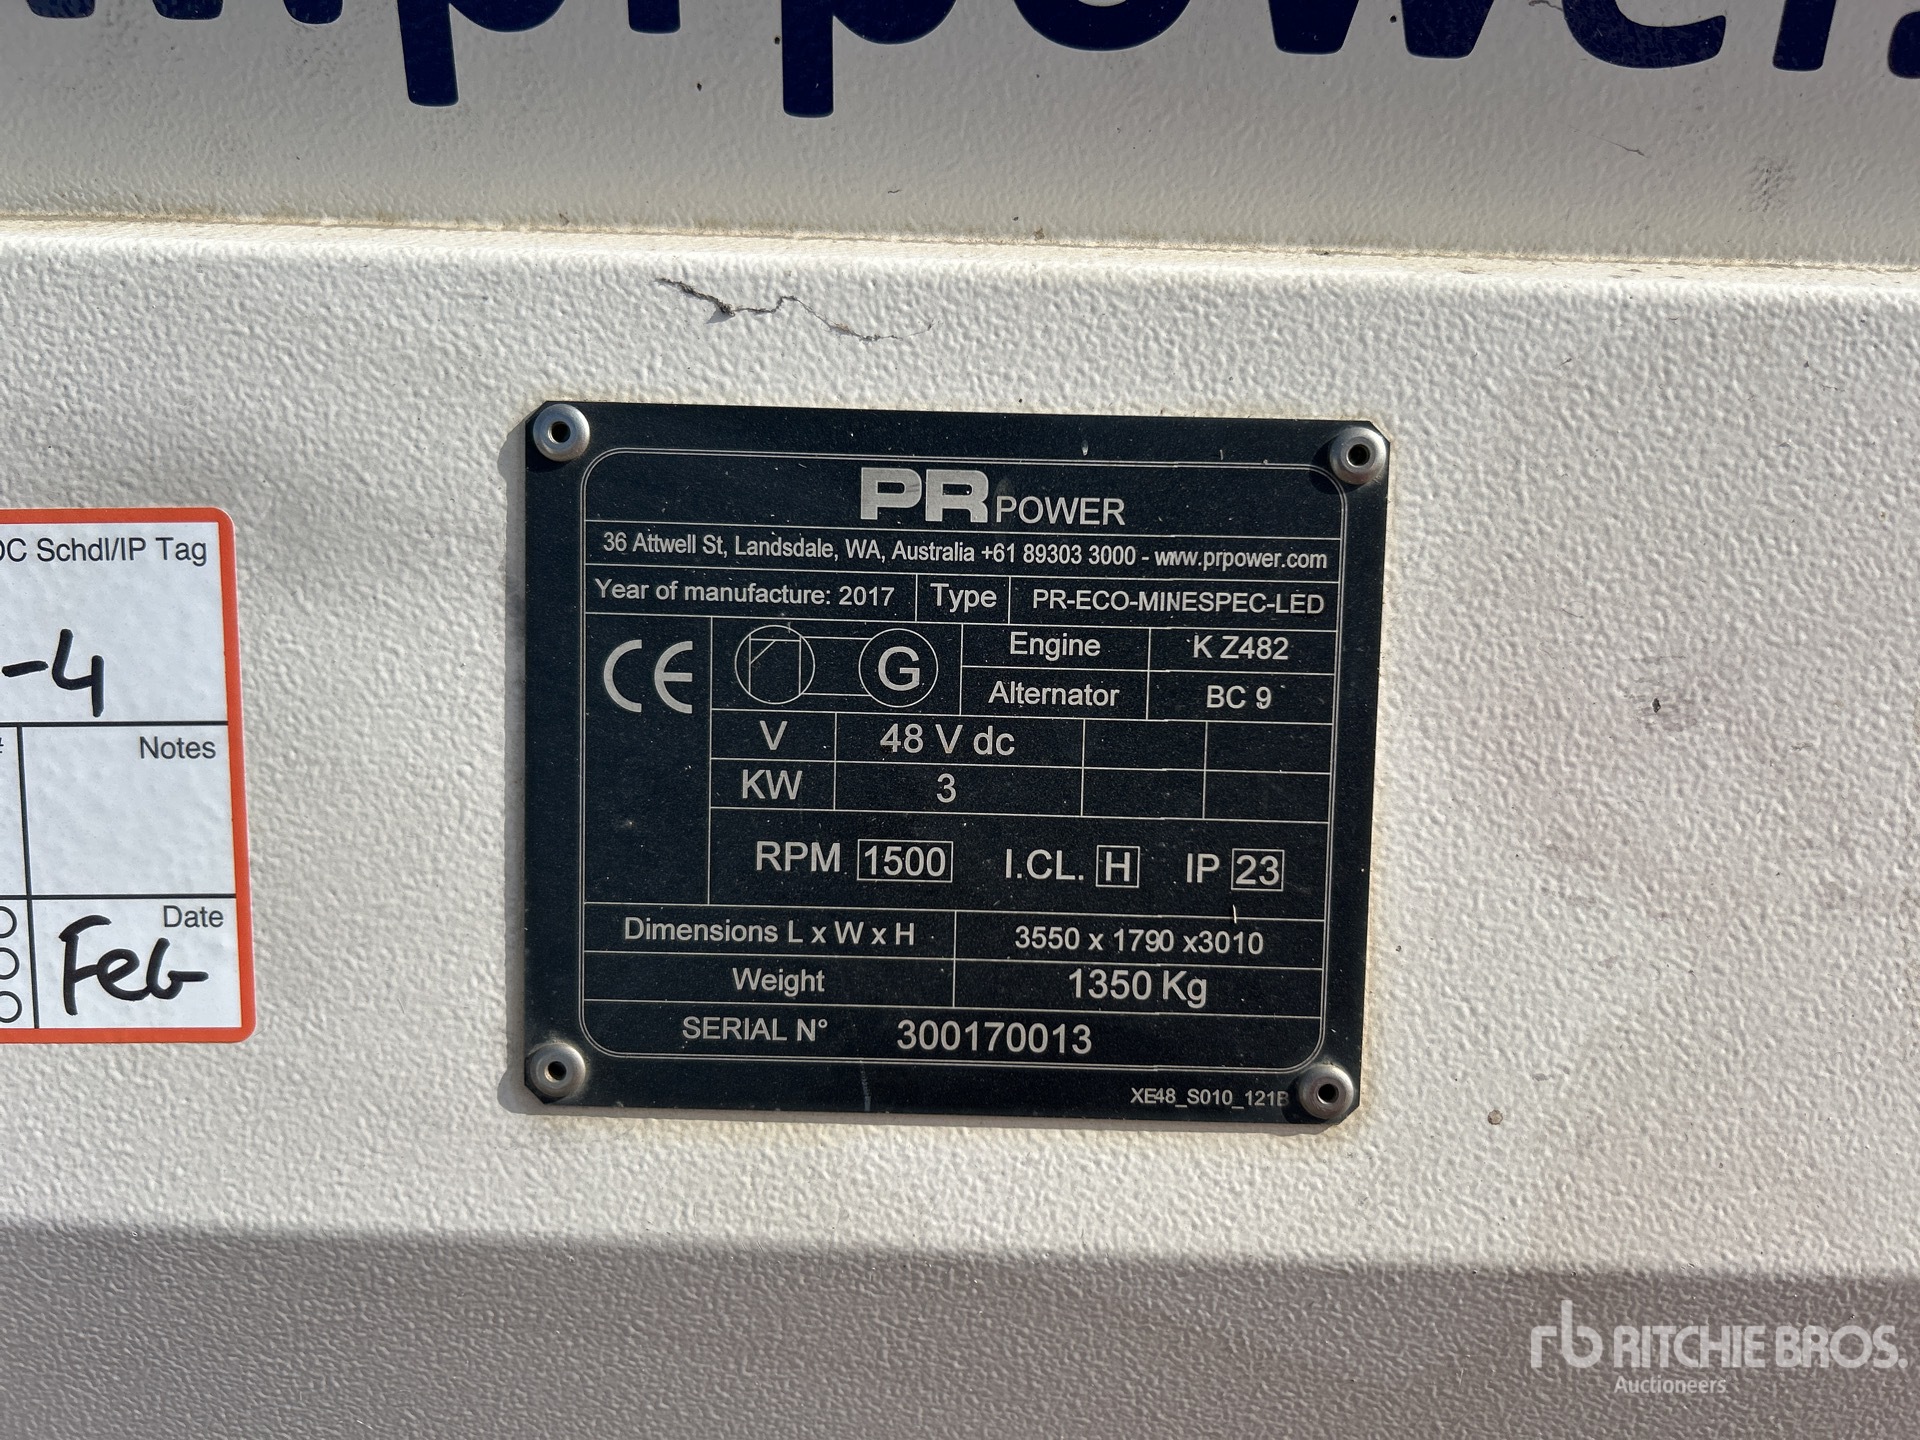 prpower.
PR POWER
36 Attwell St, Landsdale, WA, Australia +61 89303 3000 - www.prpower.com
Year of manufacture: 2017 Type PR-ECO-MINESPEC-LED
CE G Engine K Z482
Alternator BC 9
V 48 V dc
KW 3
RPM 1500 I.CL. H IP 23
Dimensions L x W x H 3550 x 1790 x3010
Weight 1350 Kg
SERIAL N° 300170013
XE48_S010_121B
Schdl/IP Tag
-4
Notes
Date
Feb
rb RITCHIE BROS.
Auctioneers